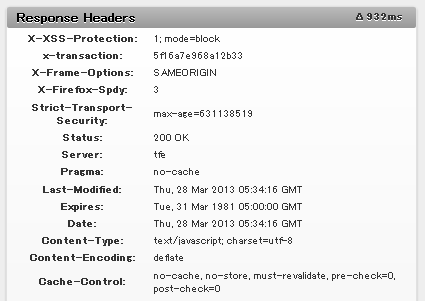 Response Headers Δ 932ms
X-XSS-Protection: 1; mode=block
x-transaction: 5f16a7e968a12b33
X-Frame-Options: SAMEORIGIN
X-Firefox-Spdy: 3
Strict-Transport-Security: max-age=631138519
Status: 200 OK
Server: tfe
Pragma: no-cache
Last-Modified: Thu, 28 Mar 2013 05:34:16 GMT
Expires: Tue, 31 Mar 1981 05:00:00 GMT
Date: Thu, 28 Mar 2013 05:34:16 GMT
Content-Type: text/javascript; charset=utf-8
Content-Encoding: deflate
Cache-Control: no-cache, no-store, must-revalidate, pre-check=0,
post-check=0